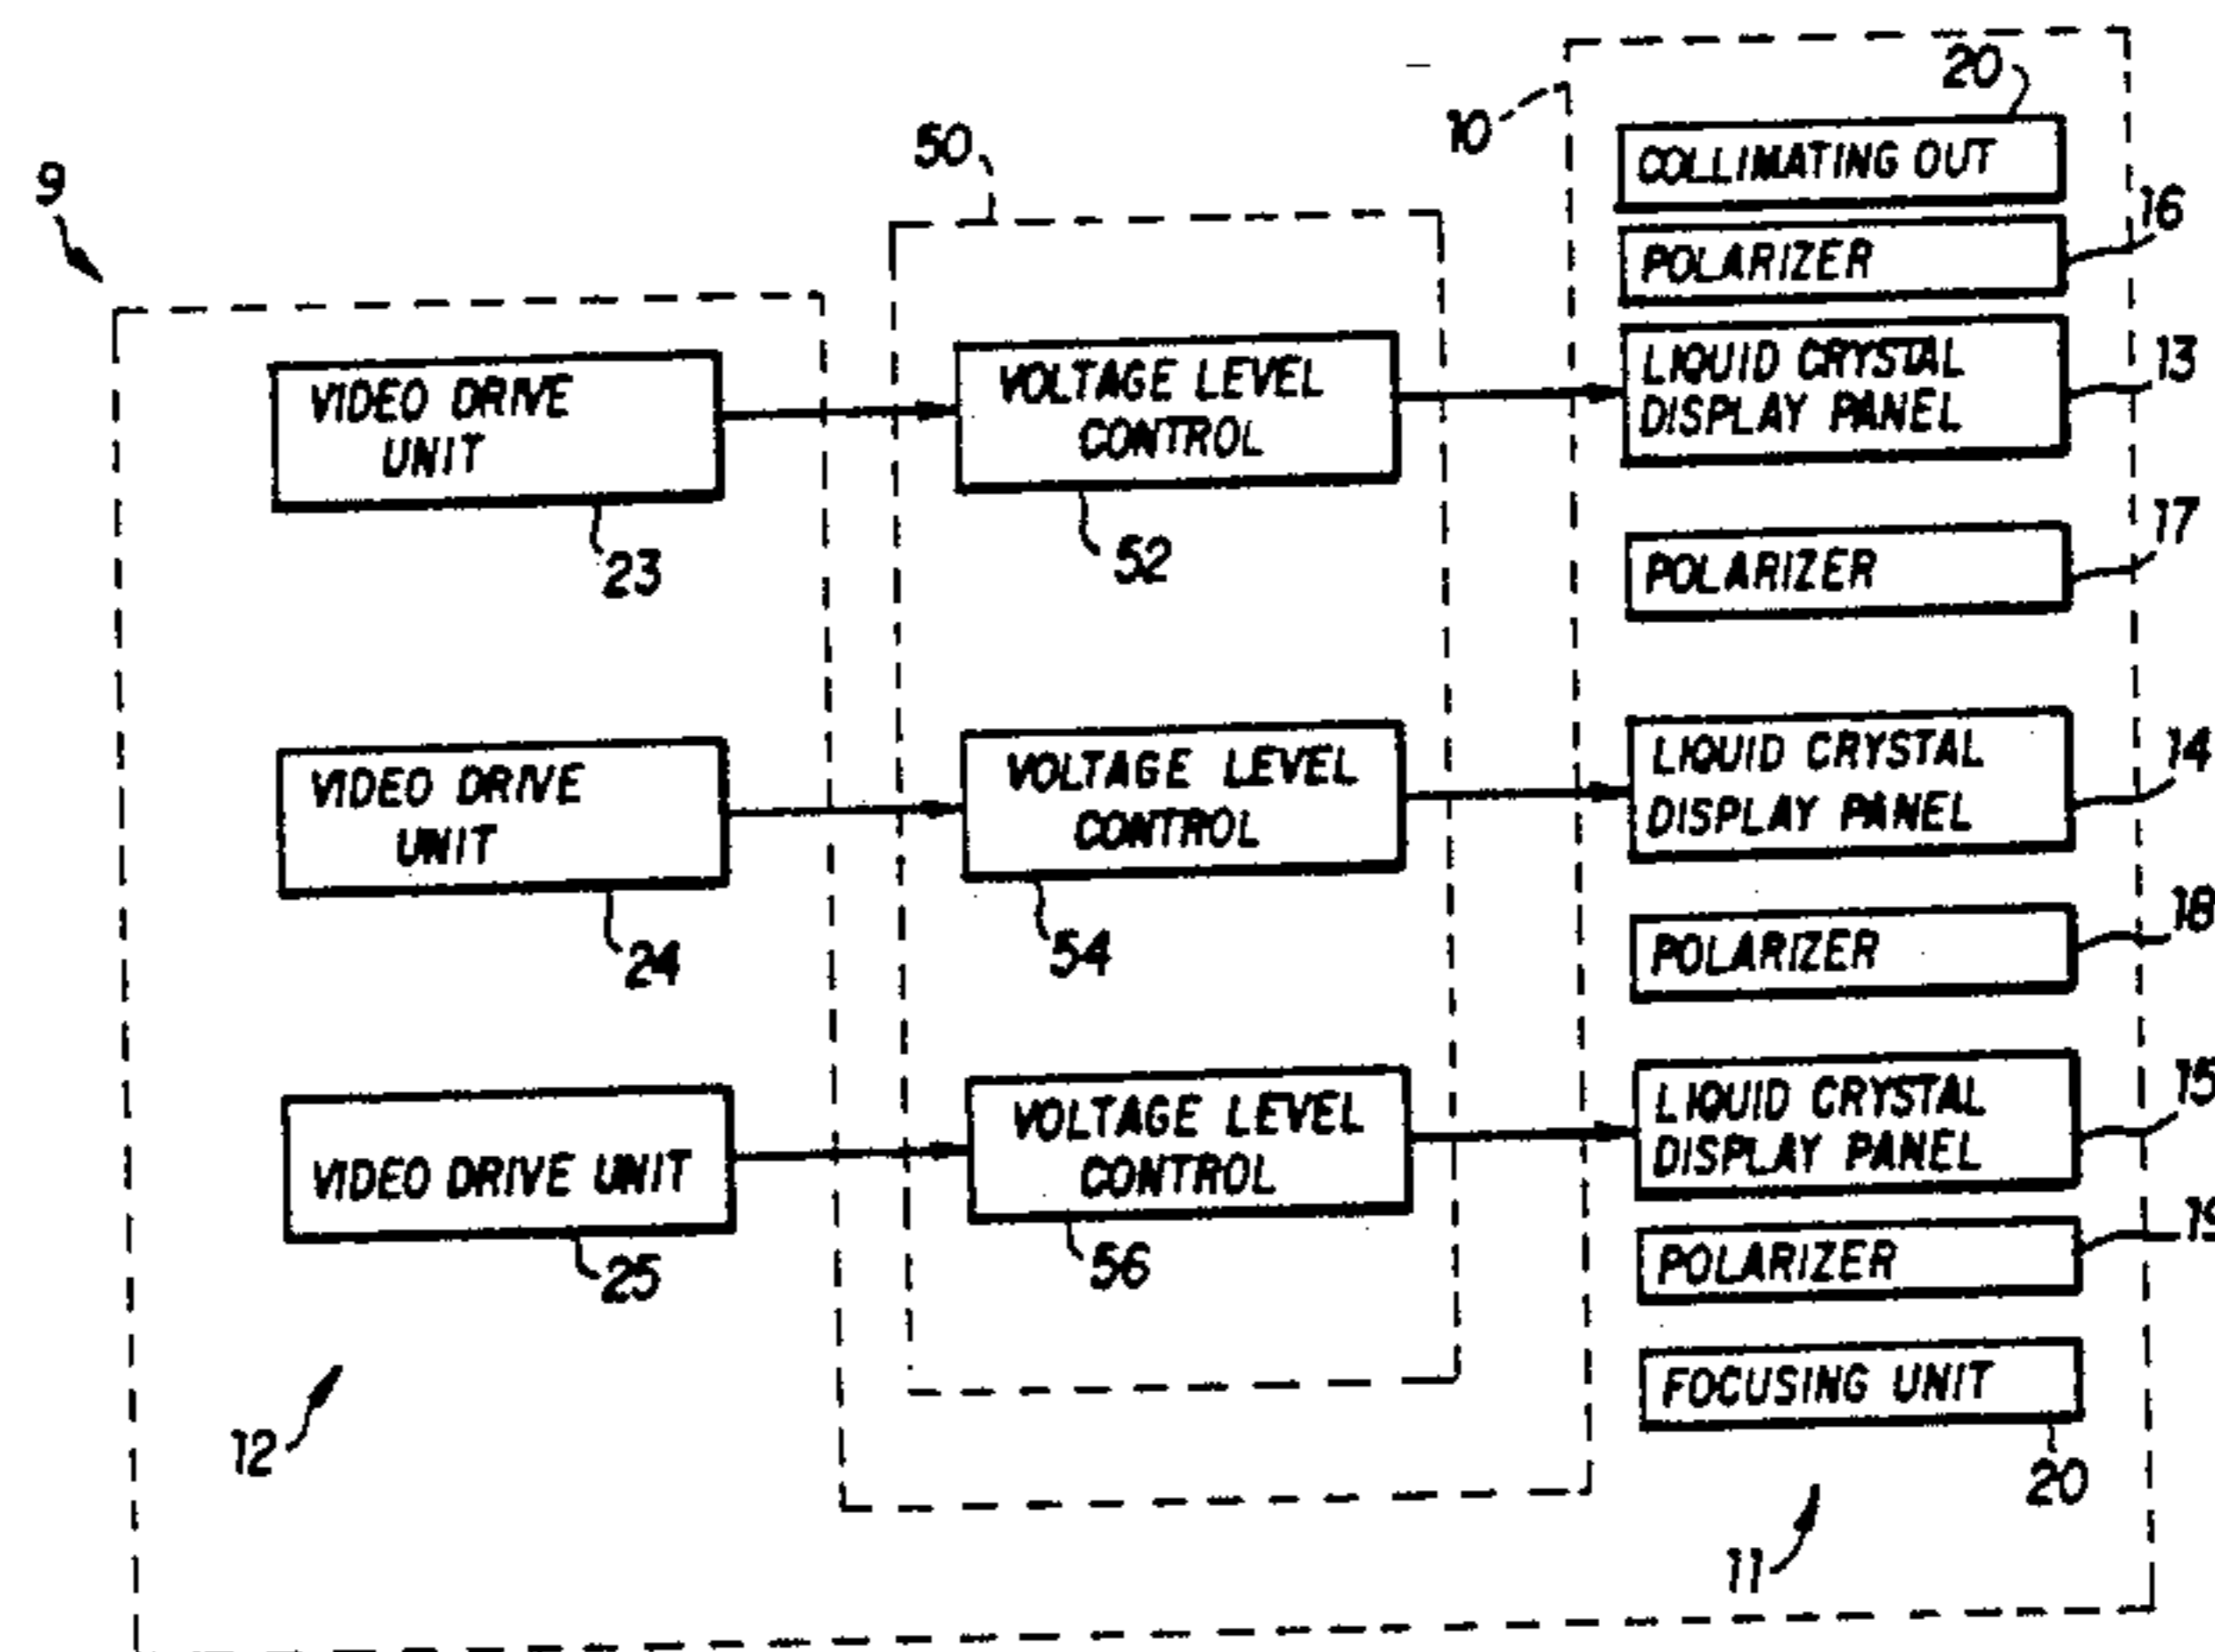 20
10
COLLIMATING OUT
50
16
9
POLARIZER
LIQUID CRYSTAL
DISPLAY PANEL
13
VIDEO DRIVE
UNIT
VOLTAGE LEVEL
CONTROL
23
52
17
POLARIZER
VIDEO DRIVE
UNIT
VOLTAGE LEVEL
CONTROL
LIQUID CRYSTAL
DISPLAY PANEL
14
24
54
18
POLARIZER
VIDEO DRIVE UNIT
VOLTAGE LEVEL
CONTROL
LIQUID CRYSTAL
DISPLAY PANEL
15
25
56
POLARIZER
19
FOCUSING UNIT
20
12
11